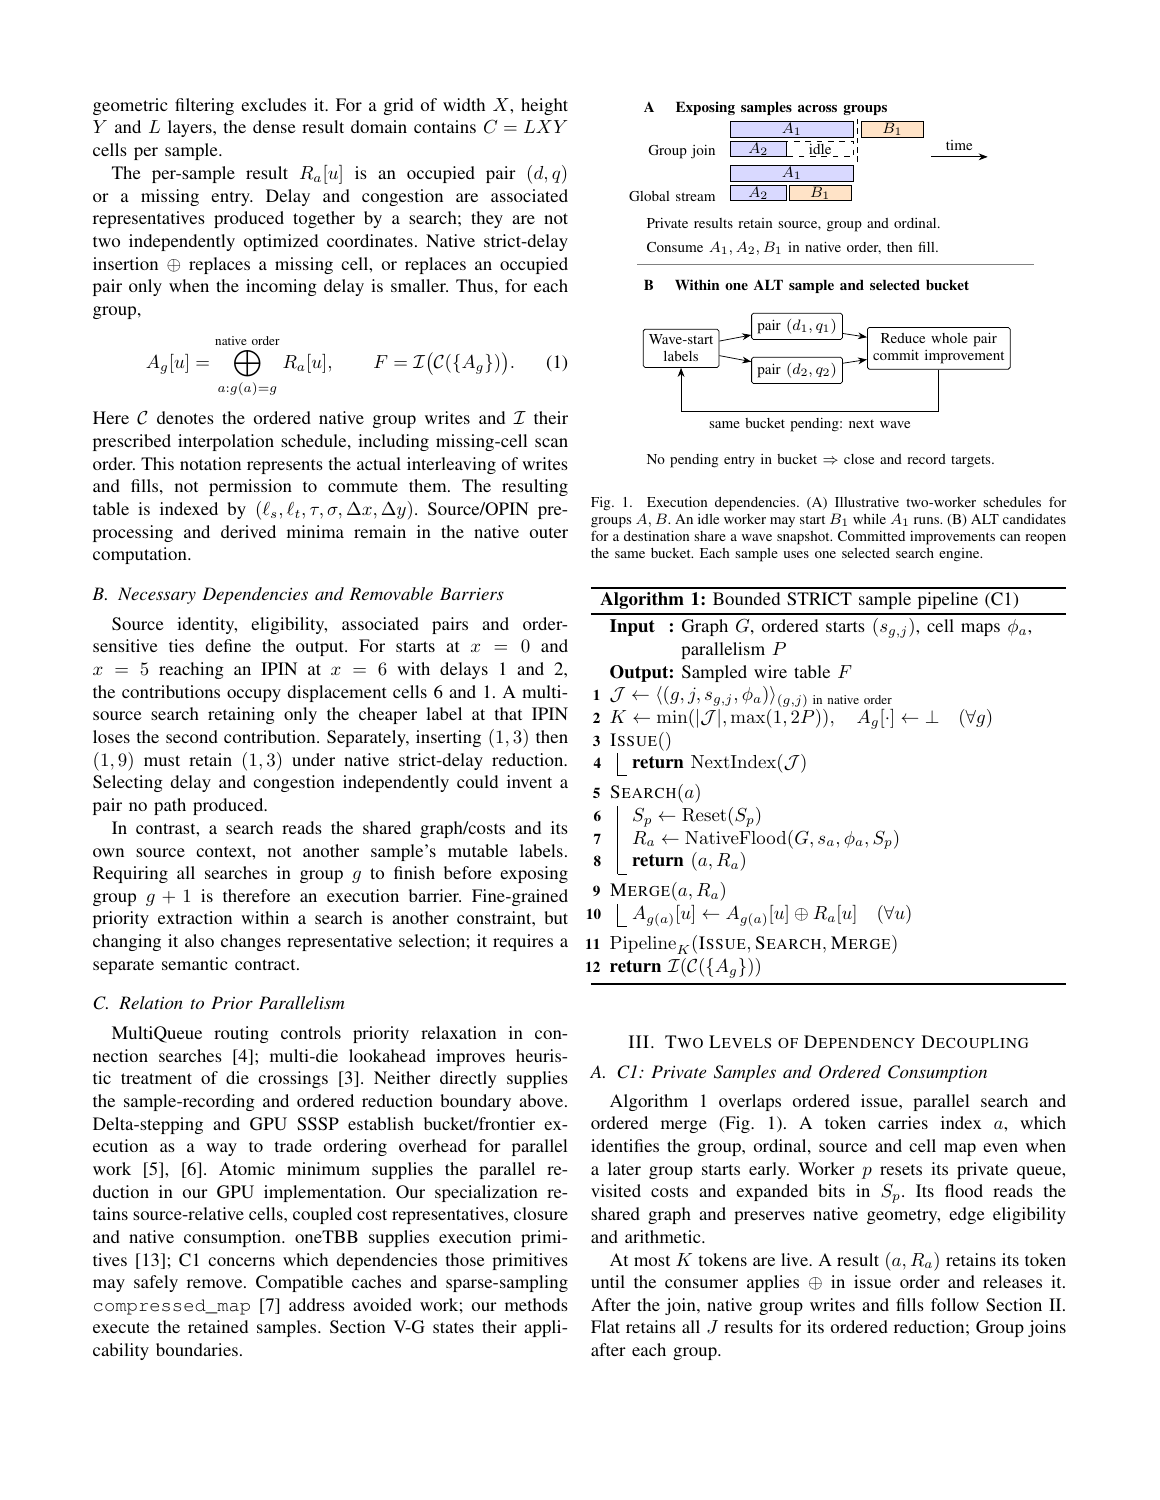 geometric filtering excludes it. For a grid of width X, height
Y and L layers, the dense result domain contains C = LXY
cells per sample.
The per-sample result R_a[u] is an occupied pair (d, q)
or a missing entry. Delay and congestion are associated
representatives produced together by a search; they are not
two independently optimized coordinates. Native strict-delay
insertion ⊕ replaces a missing cell, or replaces an occupied
pair only when the incoming delay is smaller. Thus, for each
group,
native order
A_g[u] = ⨁ R_a[u], F = ℐ(𝒞({A_g})). (1)
a:g(a)=g
Here 𝒞 denotes the ordered native group writes and ℐ their
prescribed interpolation schedule, including missing-cell scan
order. This notation represents the actual interleaving of writes
and fills, not permission to commute them. The resulting
table is indexed by (ℓ_s, ℓ_t, τ, σ, Δx, Δy). Source/OPIN pre-
processing and derived minima remain in the native outer
computation.
B. Necessary Dependencies and Removable Barriers
Source identity, eligibility, associated pairs and order-
sensitive ties define the output. For starts at x = 0 and
x = 5 reaching an IPIN at x = 6 with delays 1 and 2,
the contributions occupy displacement cells 6 and 1. A multi-
source search retaining only the cheaper label at that IPIN
loses the second contribution. Separately, inserting (1, 3) then
(1, 9) must retain (1, 3) under native strict-delay reduction.
Selecting delay and congestion independently could invent a
pair no path produced.
In contrast, a search reads the shared graph/costs and its
own source context, not another sample's mutable labels.
Requiring all searches in group g to finish before exposing
group g + 1 is therefore an execution barrier. Fine-grained
priority extraction within a search is another constraint, but
changing it also changes representative selection; it requires a
separate semantic contract.
C. Relation to Prior Parallelism
MultiQueue routing controls priority relaxation in con-
nection searches [4]; multi-die lookahead improves heuris-
tic treatment of die crossings [3]. Neither directly supplies
the sample-recording and ordered reduction boundary above.
Delta-stepping and GPU SSSP establish bucket/frontier ex-
ecution as a way to trade ordering overhead for parallel
work [5], [6]. Atomic minimum supplies the parallel re-
duction in our GPU implementation. Our specialization re-
tains source-relative cells, coupled cost representatives, closure
and native consumption. oneTBB supplies execution primi-
tives [13]; C1 concerns which dependencies those primitives
may safely remove. Compatible caches and sparse-sampling
compressed_map [7] address avoided work; our methods
execute the retained samples. Section V-G states their appli-
cability boundaries.
A Exposing samples across groups
A_1 B_1
Group join A_2 idle time
A_1
Global stream A_2 B_1
Private results retain source, group and ordinal.
Consume A_1, A_2, B_1 in native order, then fill.
B Within one ALT sample and selected bucket
Wave-start
labels
pair (d_1, q_1)
pair (d_2, q_2)
Reduce whole pair
commit improvement
same bucket pending: next wave
No pending entry in bucket ⇒ close and record targets.
Fig. 1. Execution dependencies. (A) Illustrative two-worker schedules for
groups A, B. An idle worker may start B_1 while A_1 runs. (B) ALT candidates
for a destination share a wave snapshot. Committed improvements can reopen
the same bucket. Each sample uses one selected search engine.
Algorithm 1: Bounded STRICT sample pipeline (C1)
Input : Graph G, ordered starts (s_{g,j}), cell maps ϕ_a,
parallelism P
Output: Sampled wire table F
1 𝒥 ← ⟨(g, j, s_{g,j}, ϕ_a)⟩_{(g,j) in native order}
2 K ← min(|𝒥|, max(1, 2P)), A_g[·] ← ⊥ (∀g)
3 ISSUE()
4 return NextIndex(𝒥)
5 SEARCH(a)
6 S_p ← Reset(S_p)
7 R_a ← NativeFlood(G, s_a, ϕ_a, S_p)
8 return (a, R_a)
9 MERGE(a, R_a)
10 A_{g(a)}[u] ← A_{g(a)}[u] ⊕ R_a[u] (∀u)
11 Pipeline_K(ISSUE, SEARCH, MERGE)
12 return ℐ(𝒞({A_g}))
III. TWO LEVELS OF DEPENDENCY DECOUPLING
A. C1: Private Samples and Ordered Consumption
Algorithm 1 overlaps ordered issue, parallel search and
ordered merge (Fig. 1). A token carries index a, which
identifies the group, ordinal, source and cell map even when
a later group starts early. Worker p resets its private queue,
visited costs and expanded bits in S_p. Its flood reads the
shared graph and preserves native geometry, edge eligibility
and arithmetic.
At most K tokens are live. A result (a, R_a) retains its token
until the consumer applies ⊕ in issue order and releases it.
After the join, native group writes and fills follow Section II.
Flat retains all J results for its ordered reduction; Group joins
after each group.